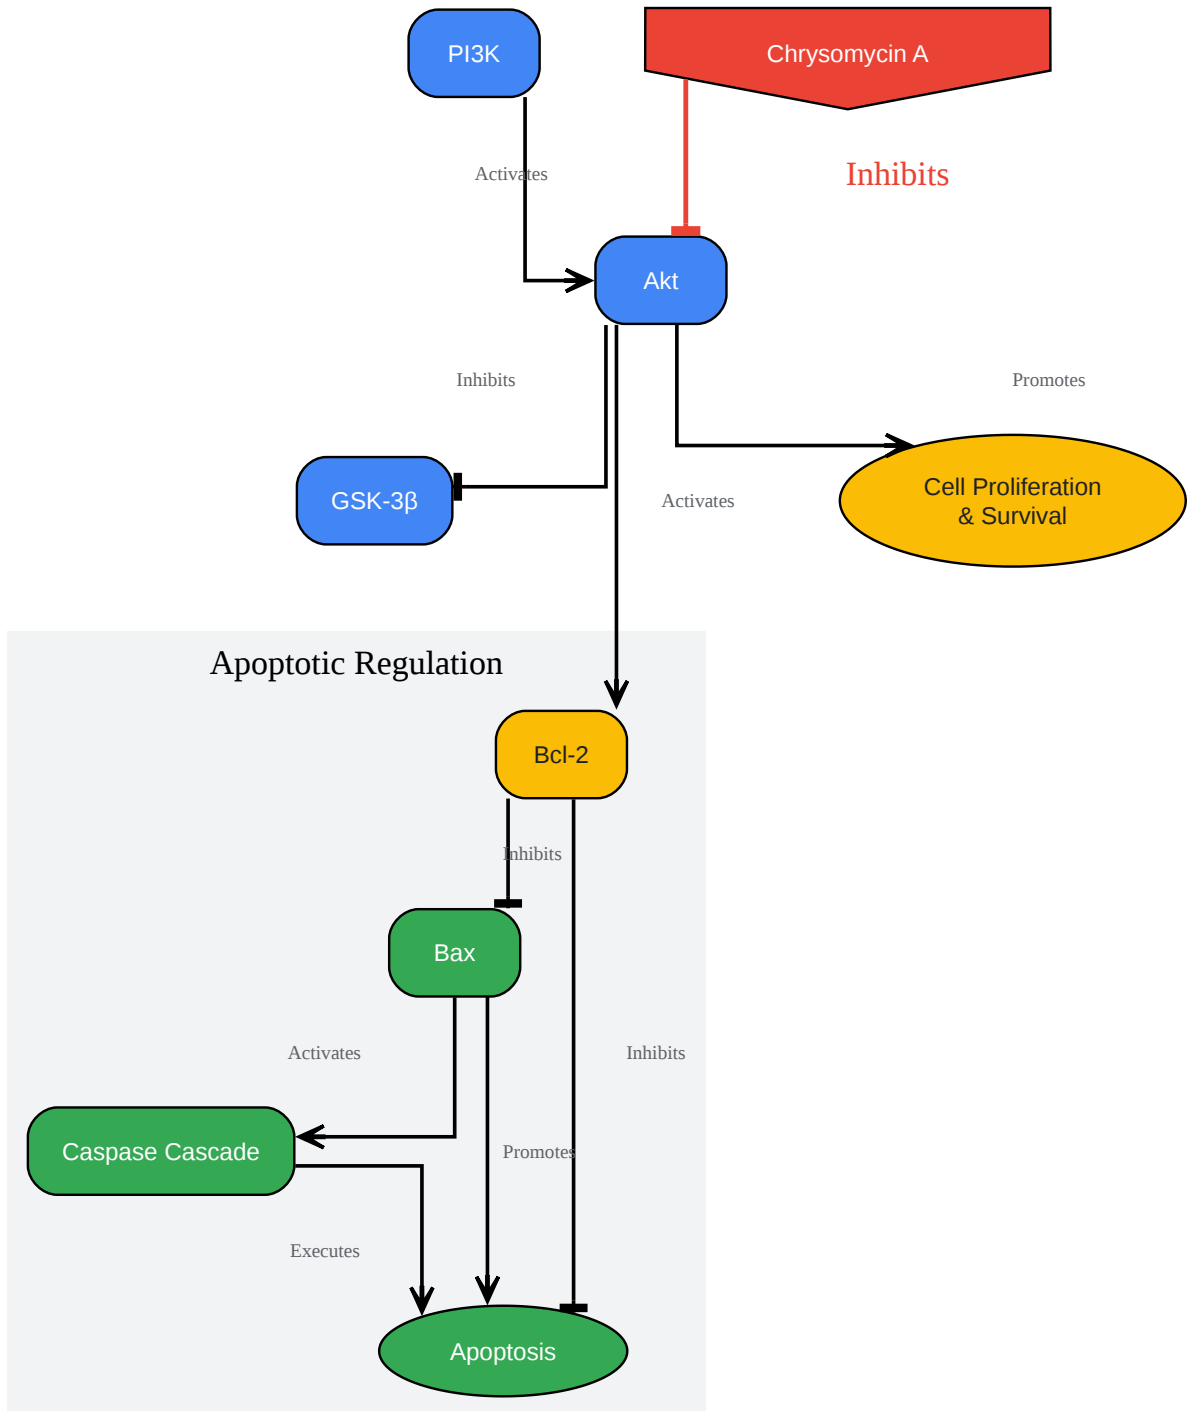 PI3K
Chrysomycin A
Activates
Inhibits
Akt
Inhibits
Promotes
GSK-3β
Activates
Cell Proliferation
& Survival
Apoptotic Regulation
Bcl-2
Inhibits
Bax
Activates
Inhibits
Caspase Cascade
Promotes
Executes
Apoptosis